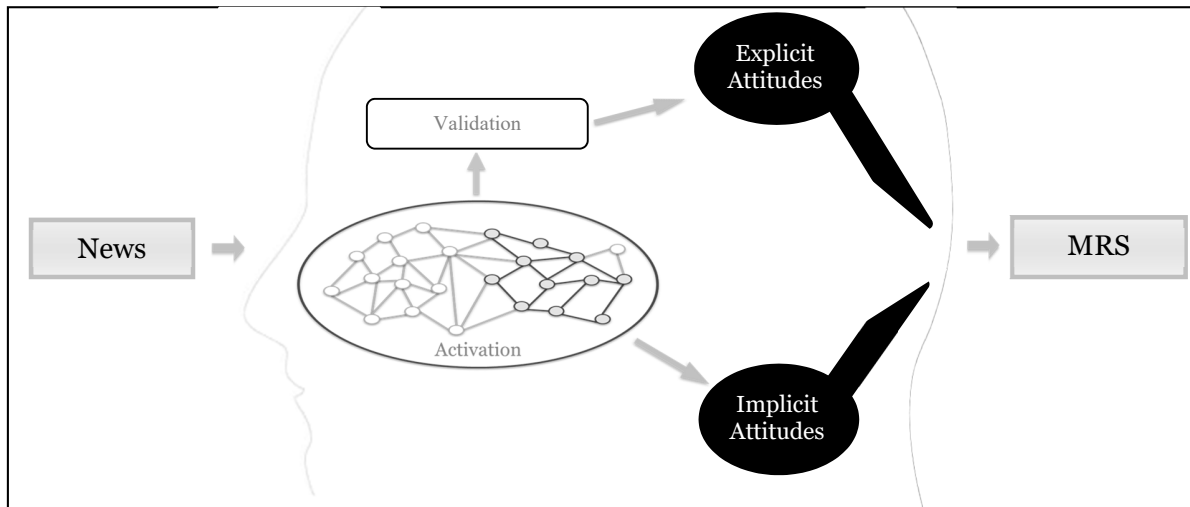 Explicit
Attitudes
Validation
News
MRS
Activation
Implicit
Attitudes